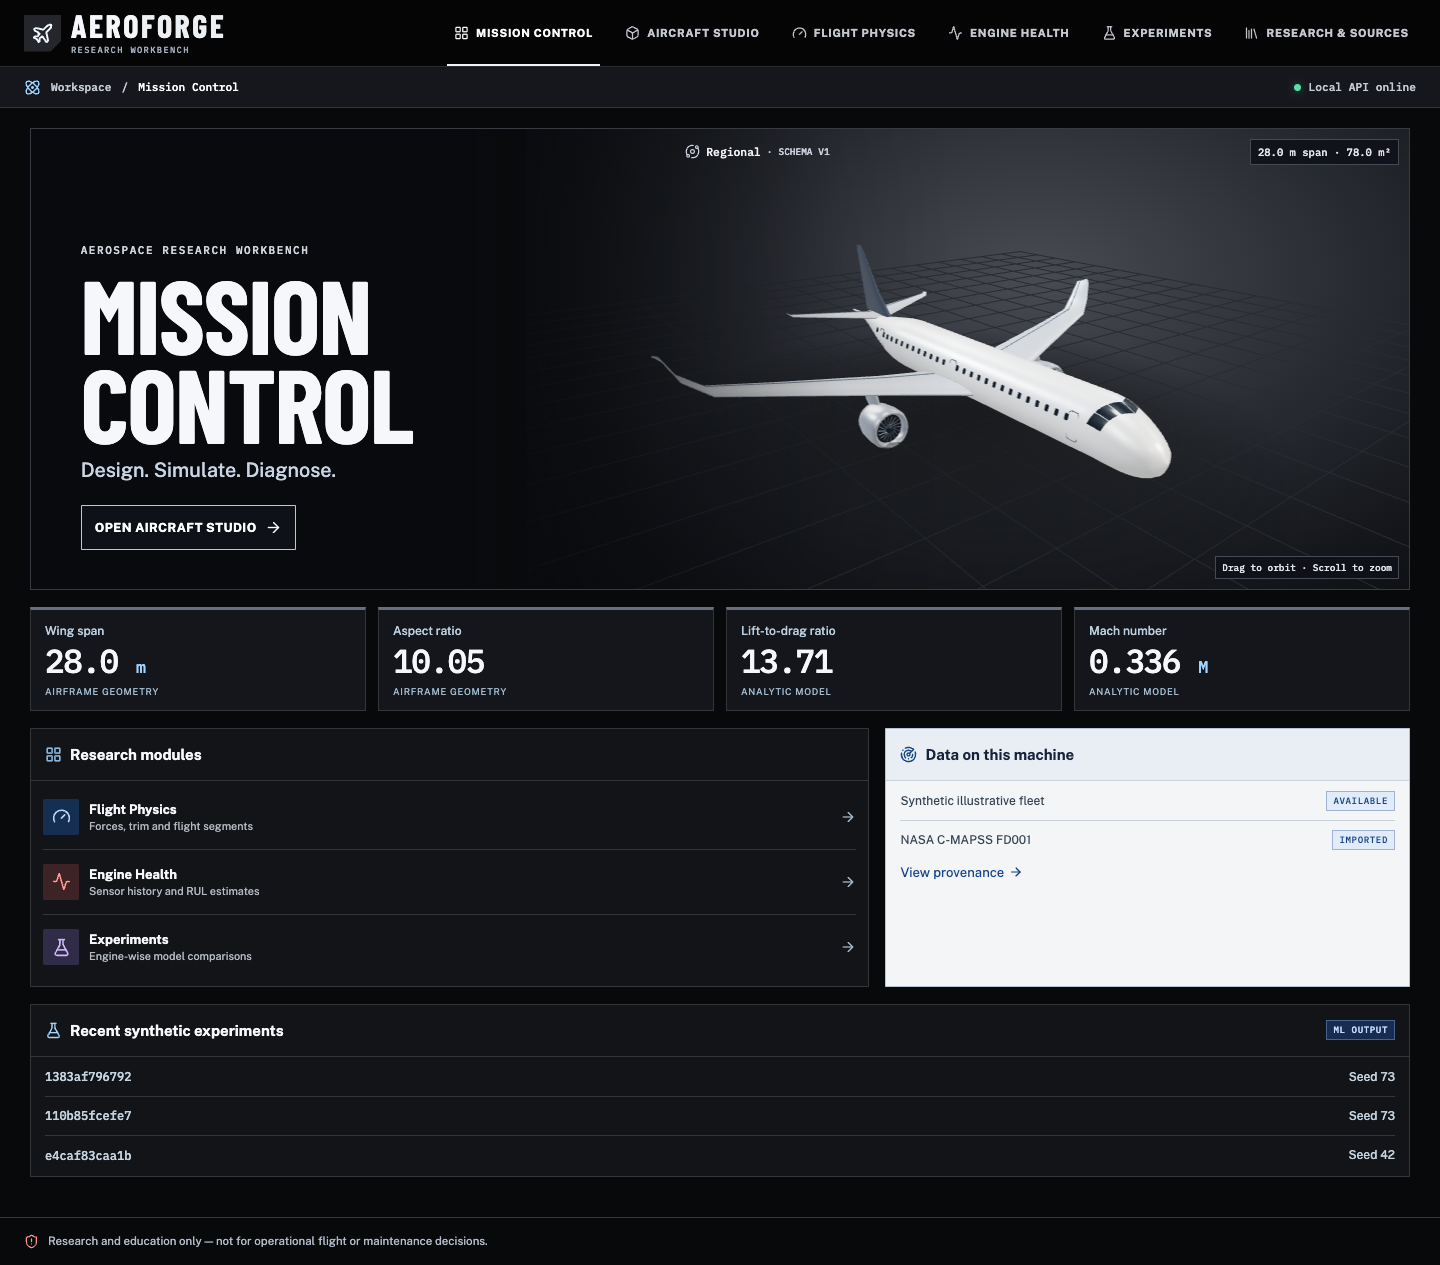 AEROFORGE
RESEARCH WORKBENCH
MISSION CONTROL
AIRCRAFT STUDIO
FLIGHT PHYSICS
ENGINE HEALTH
EXPERIMENTS
RESEARCH & SOURCES
Workspace / Mission Control
Local API online
Regional · SCHEMA V1
28.0 m span · 78.0 m²
AEROSPACE RESEARCH WORKBENCH
MISSION
CONTROL
Design. Simulate. Diagnose.
OPEN AIRCRAFT STUDIO
Drag to orbit · Scroll to zoom
Wing span
28.0 m
AIRFRAME GEOMETRY
Aspect ratio
10.05
AIRFRAME GEOMETRY
Lift-to-drag ratio
13.71
ANALYTIC MODEL
Mach number
0.336 M
ANALYTIC MODEL
Research modules
Flight Physics
Forces, trim and flight segments
Engine Health
Sensor history and RUL estimates
Experiments
Engine-wise model comparisons
Data on this machine
Synthetic illustrative fleet
AVAILABLE
NASA C-MAPSS FD001
IMPORTED
View provenance
Recent synthetic experiments
ML OUTPUT
1383af796792
Seed 73
110b85fcefe7
Seed 73
e4caf83caa1b
Seed 42
Research and education only — not for operational flight or maintenance decisions.